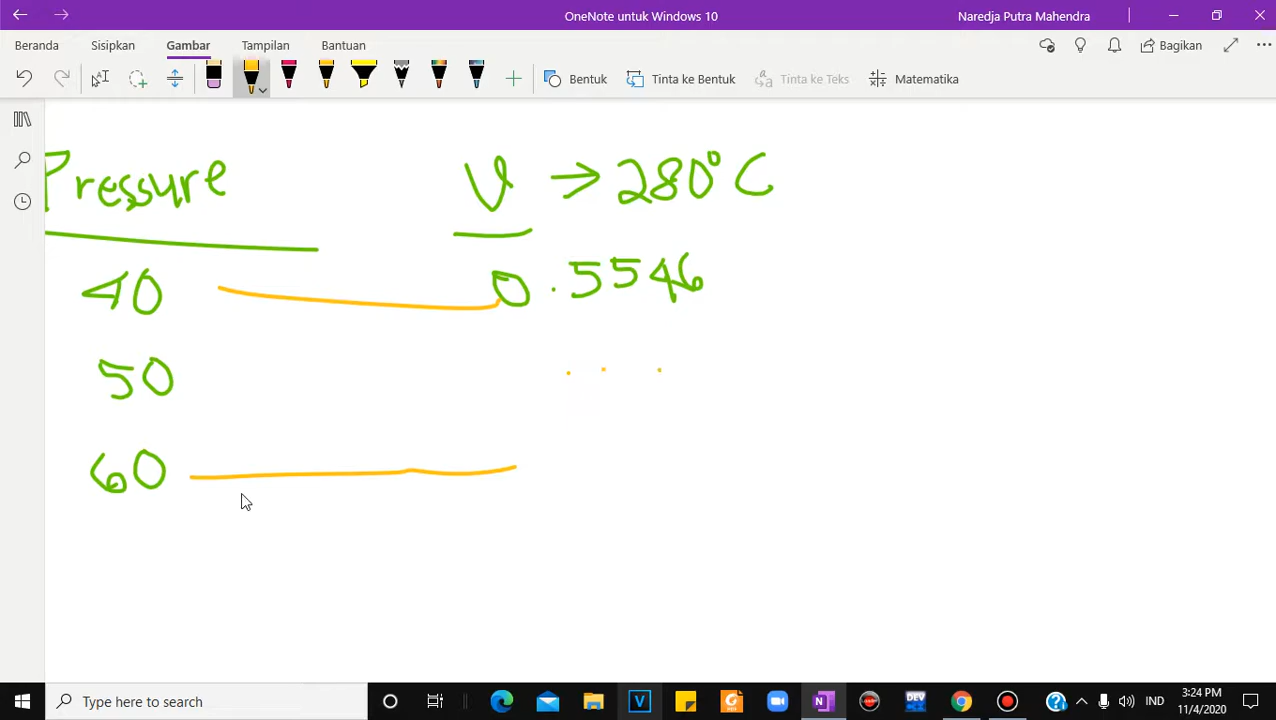 OneNote untuk Windows 10
Naredja Putra Mahendra
Beranda Sisipkan Gambar Tampilan Bantuan
Bagikan
Bentuk
Tinta ke Bentuk
Tinta ke Teks
Matematika
Pressure V → 280°C
40 0.5546
50
60
Type here to search
IND
3:24 PM
11/4/2020